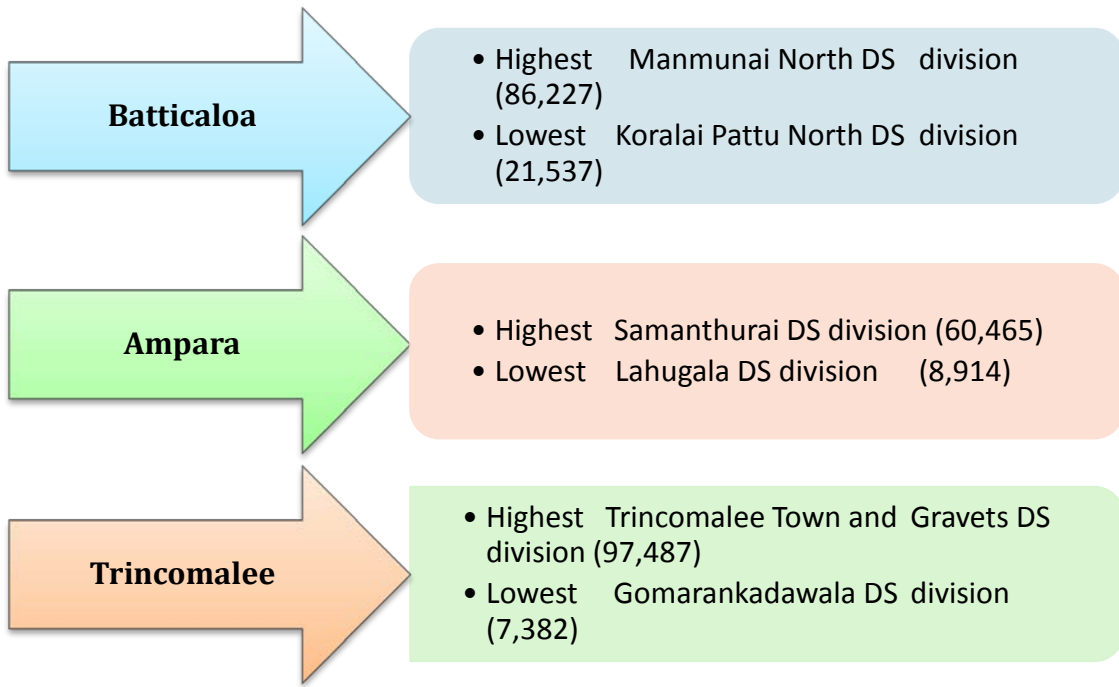 Batticaloa
• Highest Manmunai North DS division
(86,227)
• Lowest Koralai Pattu North DS division
(21,537)
Ampara
• Highest Samanthurai DS division (60,465)
• Lowest Lahugala DS division (8,914)
Trincomalee
• Highest Trincomalee Town and Gravets DS
division (97,487)
• Lowest Gomarankadawala DS division
(7,382)